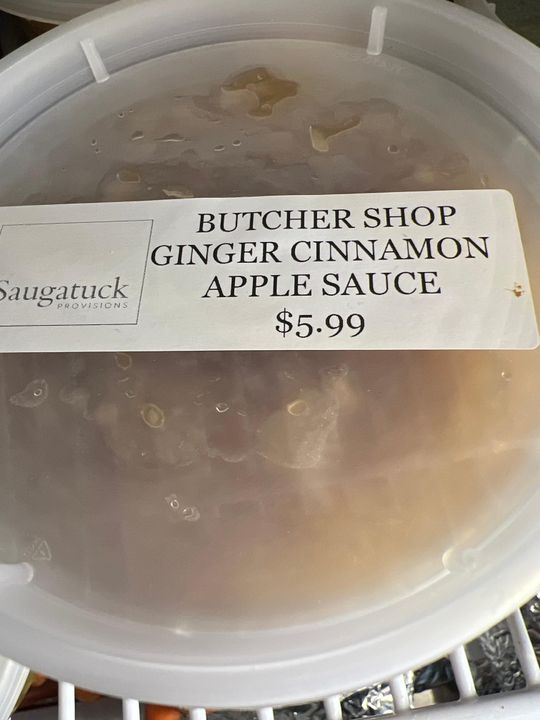 BUTCHER SHOP
GINGER CINNAMON
APPLE SAUCE
$5.99
Saugatuck
PROVISIONS